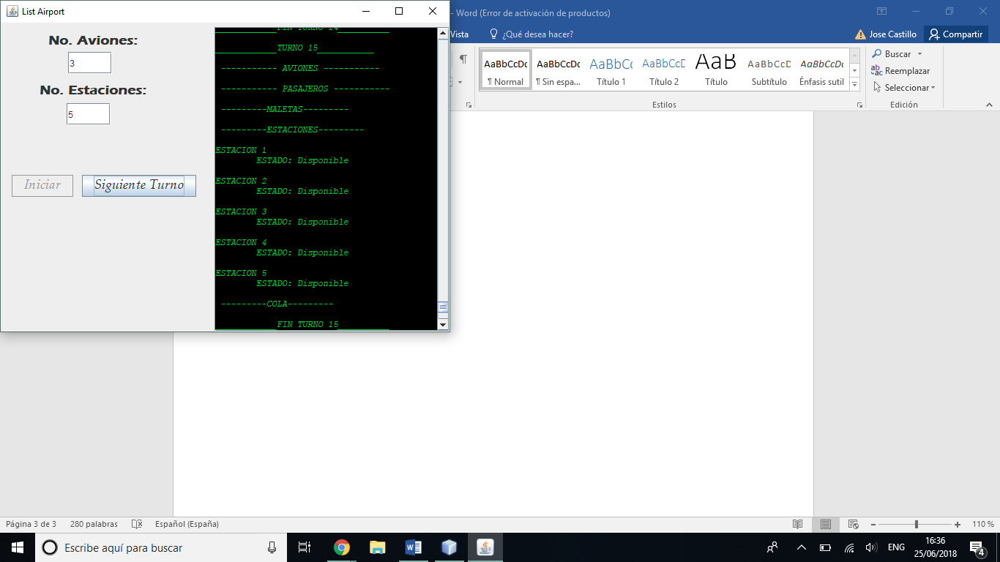 List Airport
No. Aviones:
3
No. Estaciones:
5
Iniciar
Siguiente Turno
____________FIN TURNO 14__________
____________TURNO 15___________
----------- AVIONES -----------
----------- PASAJEROS -----------
---------MALETAS---------
---------ESTACIONES---------
ESTACION 1
ESTADO: Disponible
ESTACION 2
ESTADO: Disponible
ESTACION 3
ESTADO: Disponible
ESTACION 4
ESTADO: Disponible
ESTACION 5
ESTADO: Disponible
---------COLA---------
____________FIN TURNO 15__________
- Word (Error de activación de productos)
Vista
¿Qué desea hacer?
Jose Castillo
Compartir
AaBbCcDc
¶ Normal
AaBbCcDc
¶ Sin espa...
AaBbCc
Título 1
AaBbCcD
Título 2
AaB
Título
AaBbCcD
Subtítulo
AaBbCcDc
Énfasis sutil
Estilos
Buscar
Reemplazar
Seleccionar
Edición
Página 3 de 3
280 palabras
Español (España)
110 %
Escribe aquí para buscar
ENG
16:36
25/06/2018
4